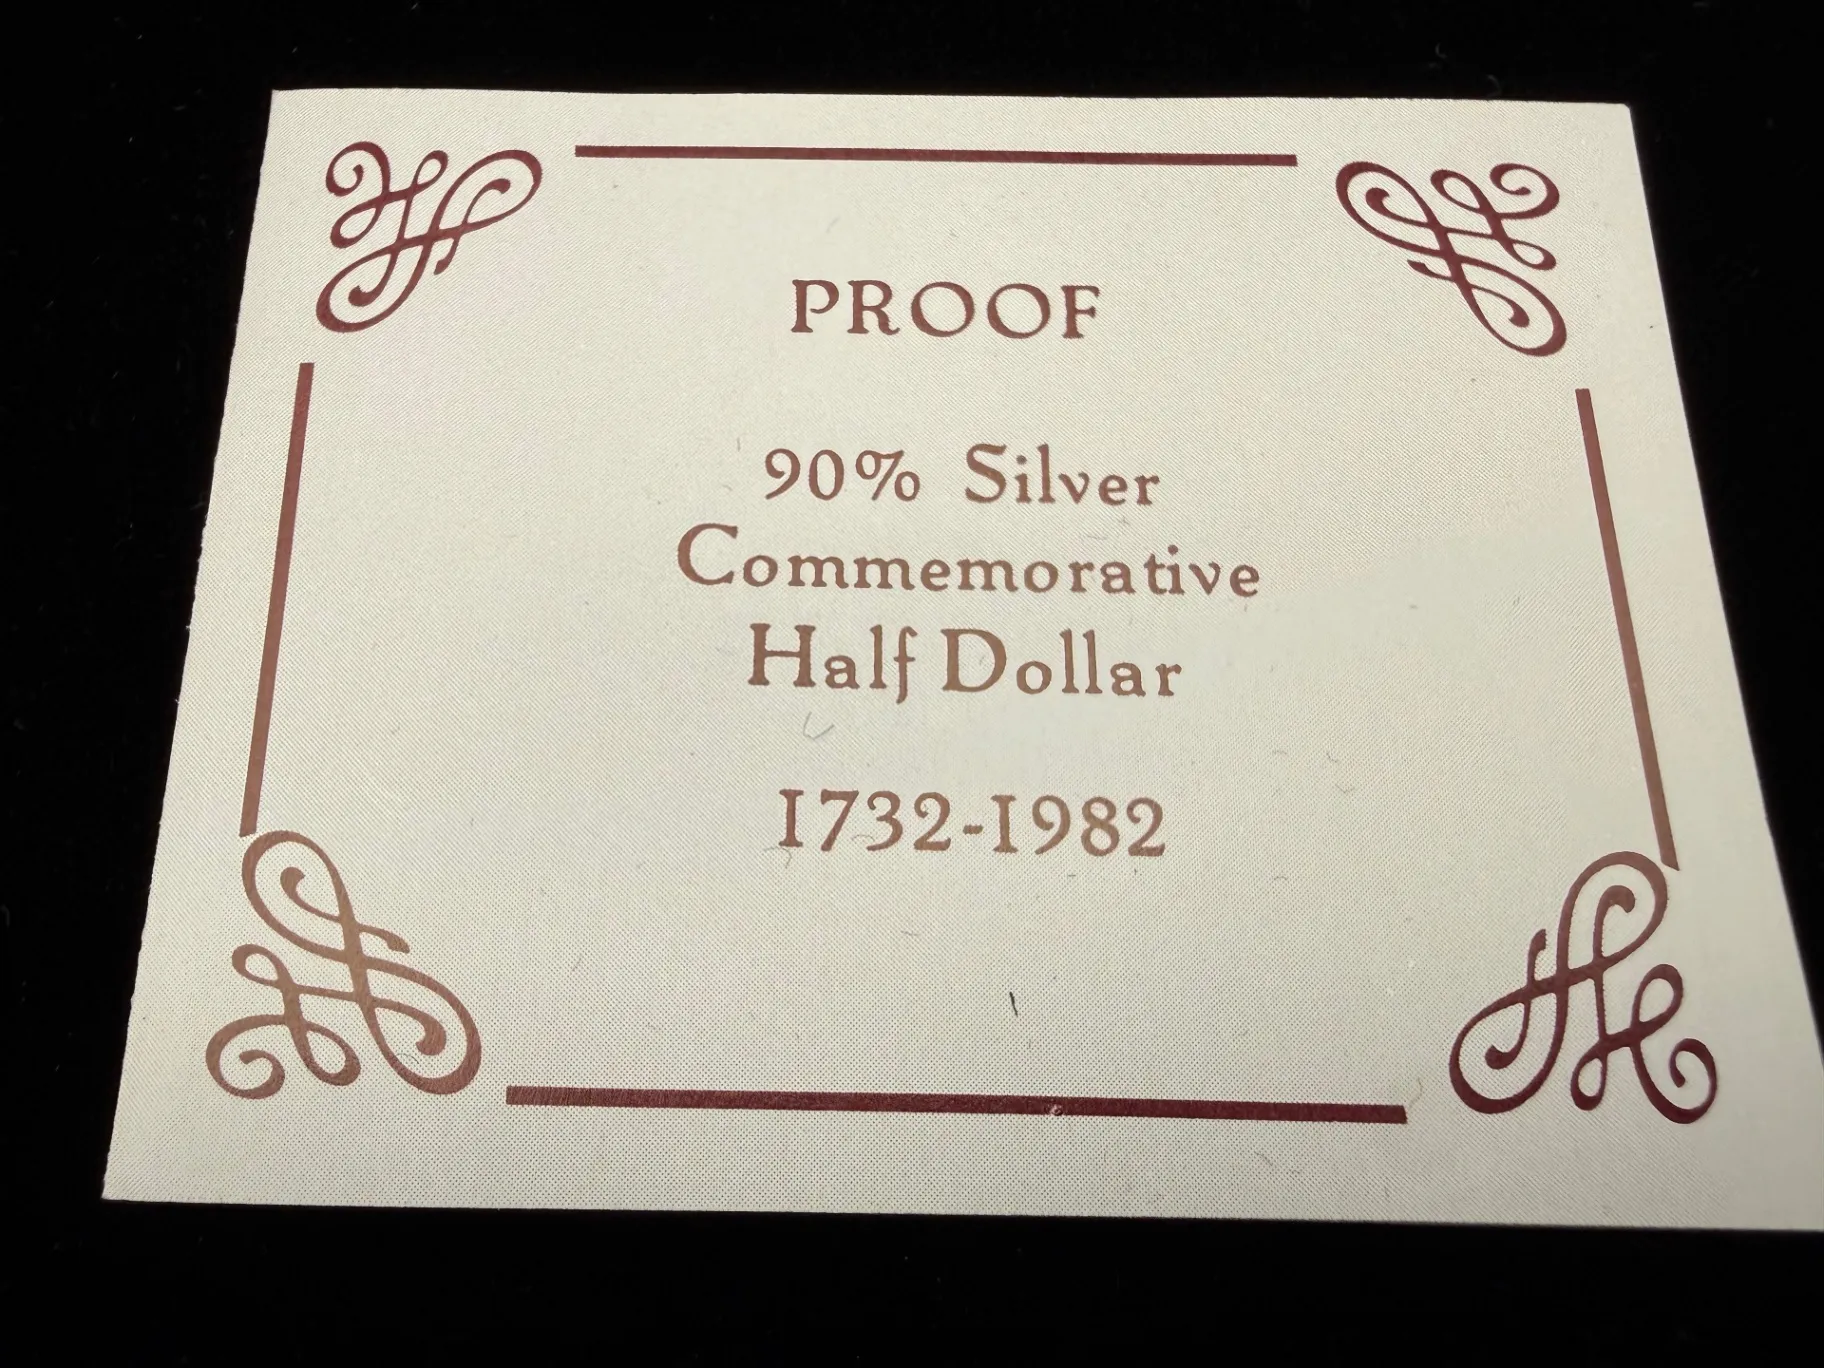 PROOF
90% Silver
Commemorative
Half Dollar
1732-1982